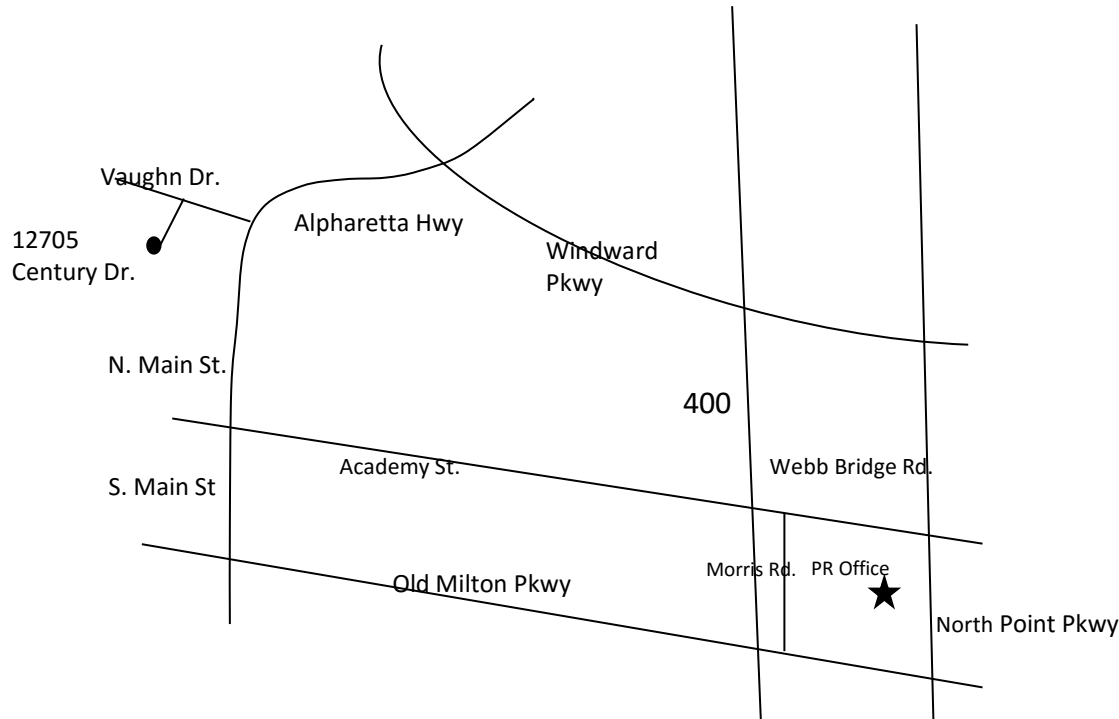 Vaughn Dr.
Alpharetta Hwy
12705
Century Dr.
Windward
Pkwy
N. Main St.
400
Academy St.
Webb Bridge Rd.
S. Main St
Morris Rd.
PR Office
Old Milton Pkwy
North Point Pkwy